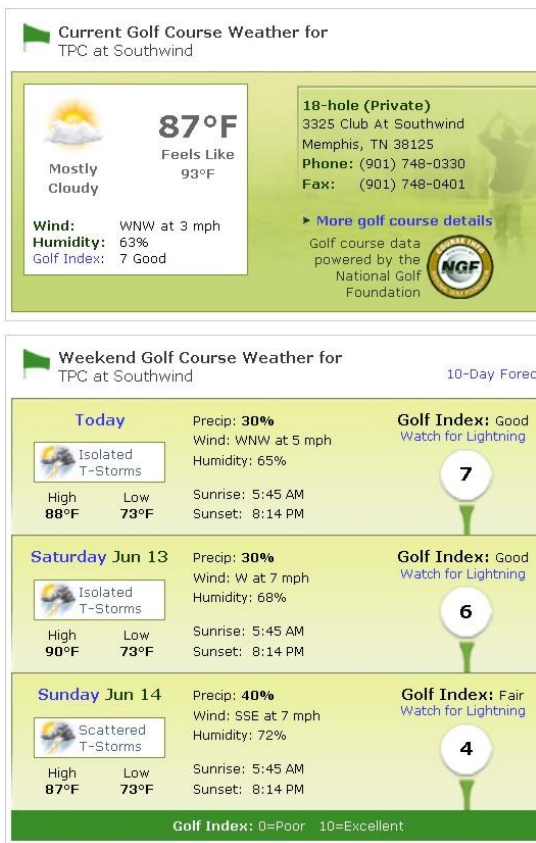 Current Golf Course Weather for
TPC at Southwind
87°F
Feels Like
93°F
Mostly
Cloudy
Wind: WNW at 3 mph
Humidity: 63%
Golf Index: 7 Good
18-hole (Private)
3325 Club At Southwind
Memphis, TN 38125
Phone: (901) 748-0330
Fax: (901) 748-0401
More golf course details
Golf course data
powered by the
National Golf
Foundation
COURSE INFO
NGF
Weekend Golf Course Weather for
TPC at Southwind
10-Day Forec
Today
Isolated
T-Storms
High Low
88°F 73°F
Precip: 30%
Wind: WNW at 5 mph
Humidity: 65%
Sunrise: 5:45 AM
Sunset: 8:14 PM
Golf Index: Good
Watch for Lightning
7
Saturday Jun 13
Isolated
T-Storms
High Low
90°F 73°F
Precip: 30%
Wind: W at 7 mph
Humidity: 68%
Sunrise: 5:45 AM
Sunset: 8:14 PM
Golf Index: Good
Watch for Lightning
6
Sunday Jun 14
Scattered
T-Storms
High Low
87°F 73°F
Precip: 40%
Wind: SSE at 7 mph
Humidity: 72%
Sunrise: 5:45 AM
Sunset: 8:14 PM
Golf Index: Fair
Watch for Lightning
4
Golf Index: 0=Poor 10=Excellent